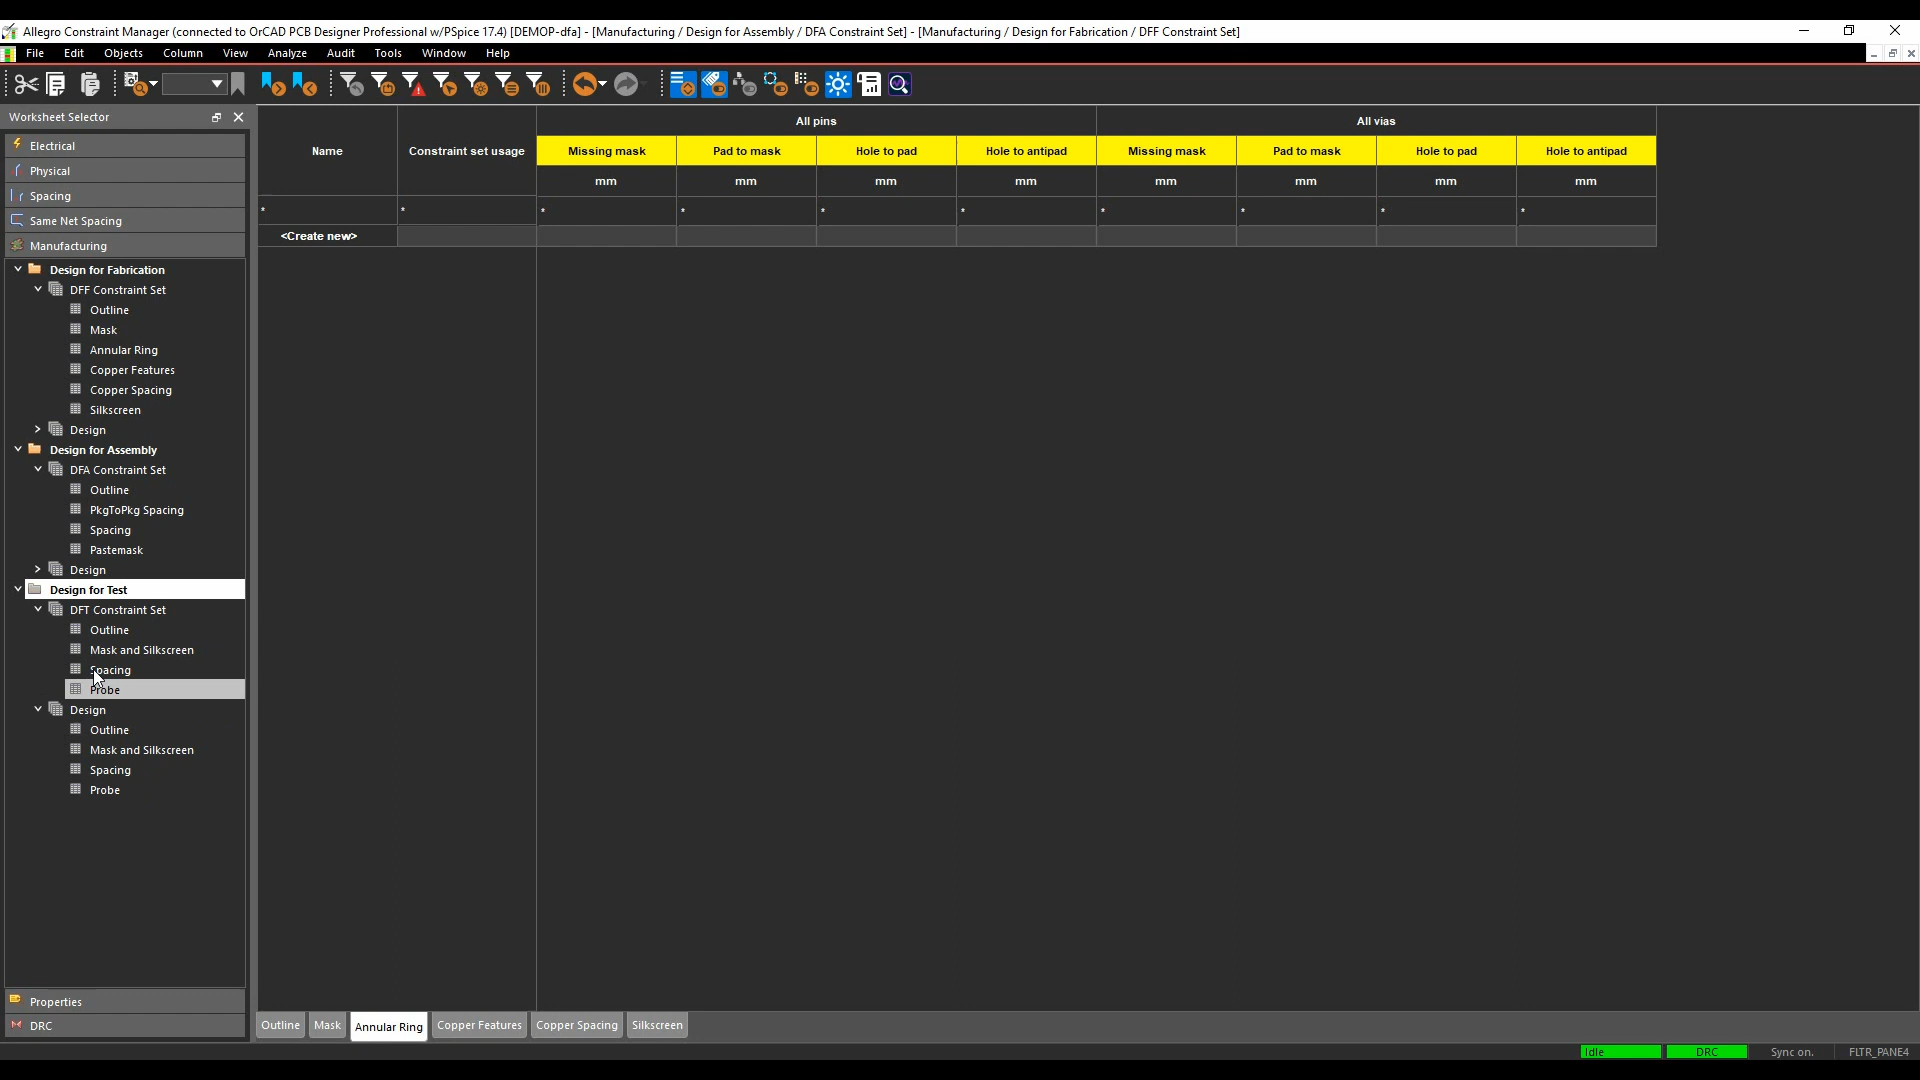 Allegro Constraint Manager (connected to OrCAD PCB Designer Professional w/PSpice 17.4) [DEMOP-dfa] - [Manufacturing / Design for Assembly / DFA Constraint Set] - [Manufacturing / Design for Fabrication / DFF Constraint Set]
File Edit Objects Column View Analyze Audit Tools Window Help
Worksheet Selector
Electrical
Physical
Spacing
Same Net Spacing
Manufacturing
Design for Fabrication
DFF Constraint Set
Outline
Mask
Annular Ring
Copper Features
Copper Spacing
Silkscreen
Design
Design for Assembly
DFA Constraint Set
Outline
PkgToPkg Spacing
Spacing
Pastemask
Design
Design for Test
DFT Constraint Set
Outline
Mask and Silkscreen
Spacing
Probe
Design
Outline
Mask and Silkscreen
Spacing
Probe
Properties
DRC
All pins All vias
Name Constraint set usage Missing mask Pad to mask Hole to pad Hole to antipad Missing mask Pad to mask Hole to pad Hole to antipad
mm mm mm mm mm mm mm mm
* * * * * * * * * *
<Create new>
Outline Mask Annular Ring Copper Features Copper Spacing Silkscreen
Idle DRC Sync on. FLTR_PANE4